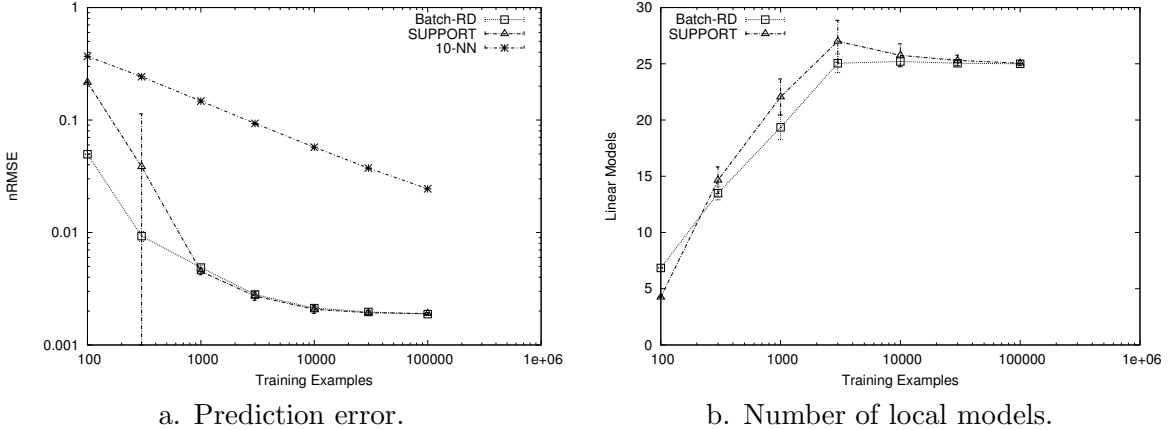 nRMSE
1
0.1
0.01
0.001
100
1000
10000
100000
1e+06
Training Examples
Batch-RD
SUPPORT
10-NN
a. Prediction error.
Linear Models
30
25
20
15
10
5
0
100
1000
10000
100000
1e+06
Training Examples
Batch-RD
SUPPORT
b. Number of local models.